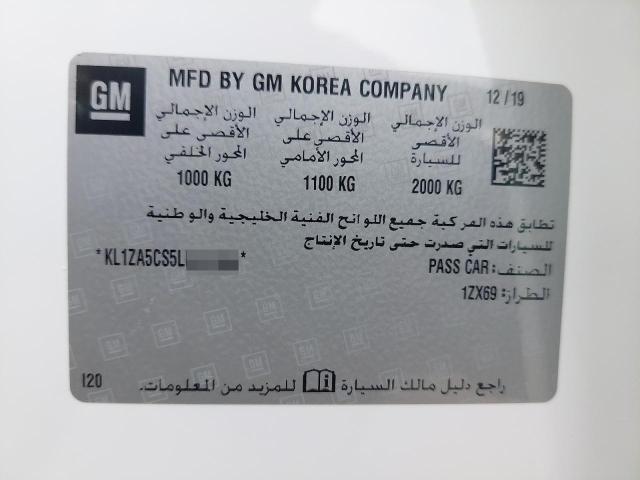 GM
MFD BY GM KOREA COMPANY
12 / 19
الوزن الإجمالي الأقصى للسيارة
2000 KG
الوزن الإجمالي الأقصى على المحور الأمامي
1100 KG
الوزن الإجمالي الأقصى على المحور الخلفي
1000 KG
تطابق هذه المركبة جميع اللوائح الفنية الخليجية والوطنية
للسيارات التي صدرت حتى تاريخ الإنتاج
*KL1ZA5CS5L *
الصنف: PASS CAR
الطراز: 1ZX69
I20
راجع دليل مالك السيارة للمزيد من المعلومات.